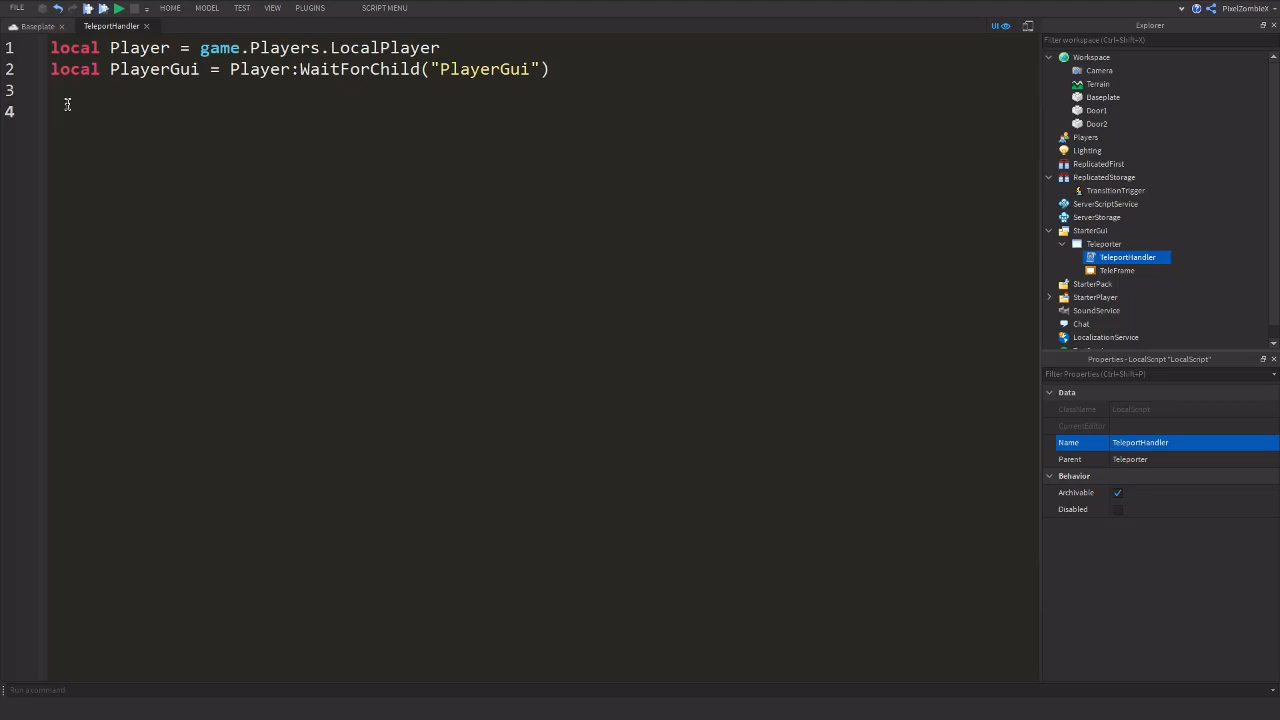 FILE HOME MODEL TEST VIEW PLUGINS SCRIPT MENU PixelZombieX
Baseplate TeleportHandler UI Explorer
1 local Player = game.Players.LocalPlayer
2 local PlayerGui = Player:WaitForChild("PlayerGui")
3
4
Filter workspace (Ctrl+Shift+X)
Workspace
Camera
Terrain
Baseplate
Door1
Door2
Players
Lighting
ReplicatedFirst
ReplicatedStorage
TransitionTrigger
ServerScriptService
ServerStorage
StarterGui
Teleporter
TeleportHandler
TeleFrame
StarterPack
StarterPlayer
SoundService
Chat
LocalizationService
Properties - LocalScript "LocalScript"
Filter Properties (Ctrl+Shift+P)
Data
ClassName LocalScript
CurrentEditor
Name TeleportHandler
Parent Teleporter
Behavior
Archivable
Disabled
Run a command